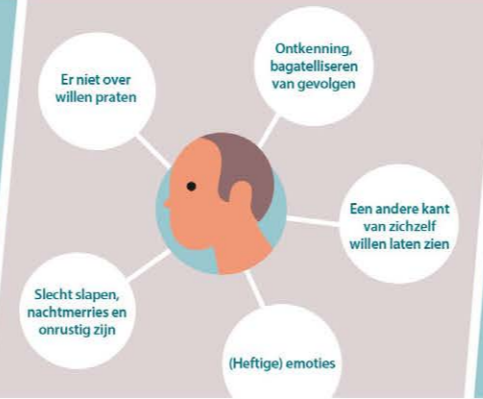 Ontkenning,
bagatelliseren
van gevolgen
Er niet over
willen praten
Een andere kant
van zichzelf
willen laten zien
Slecht slapen,
nachtmerries en
onrustig zijn
(Heftige) emoties